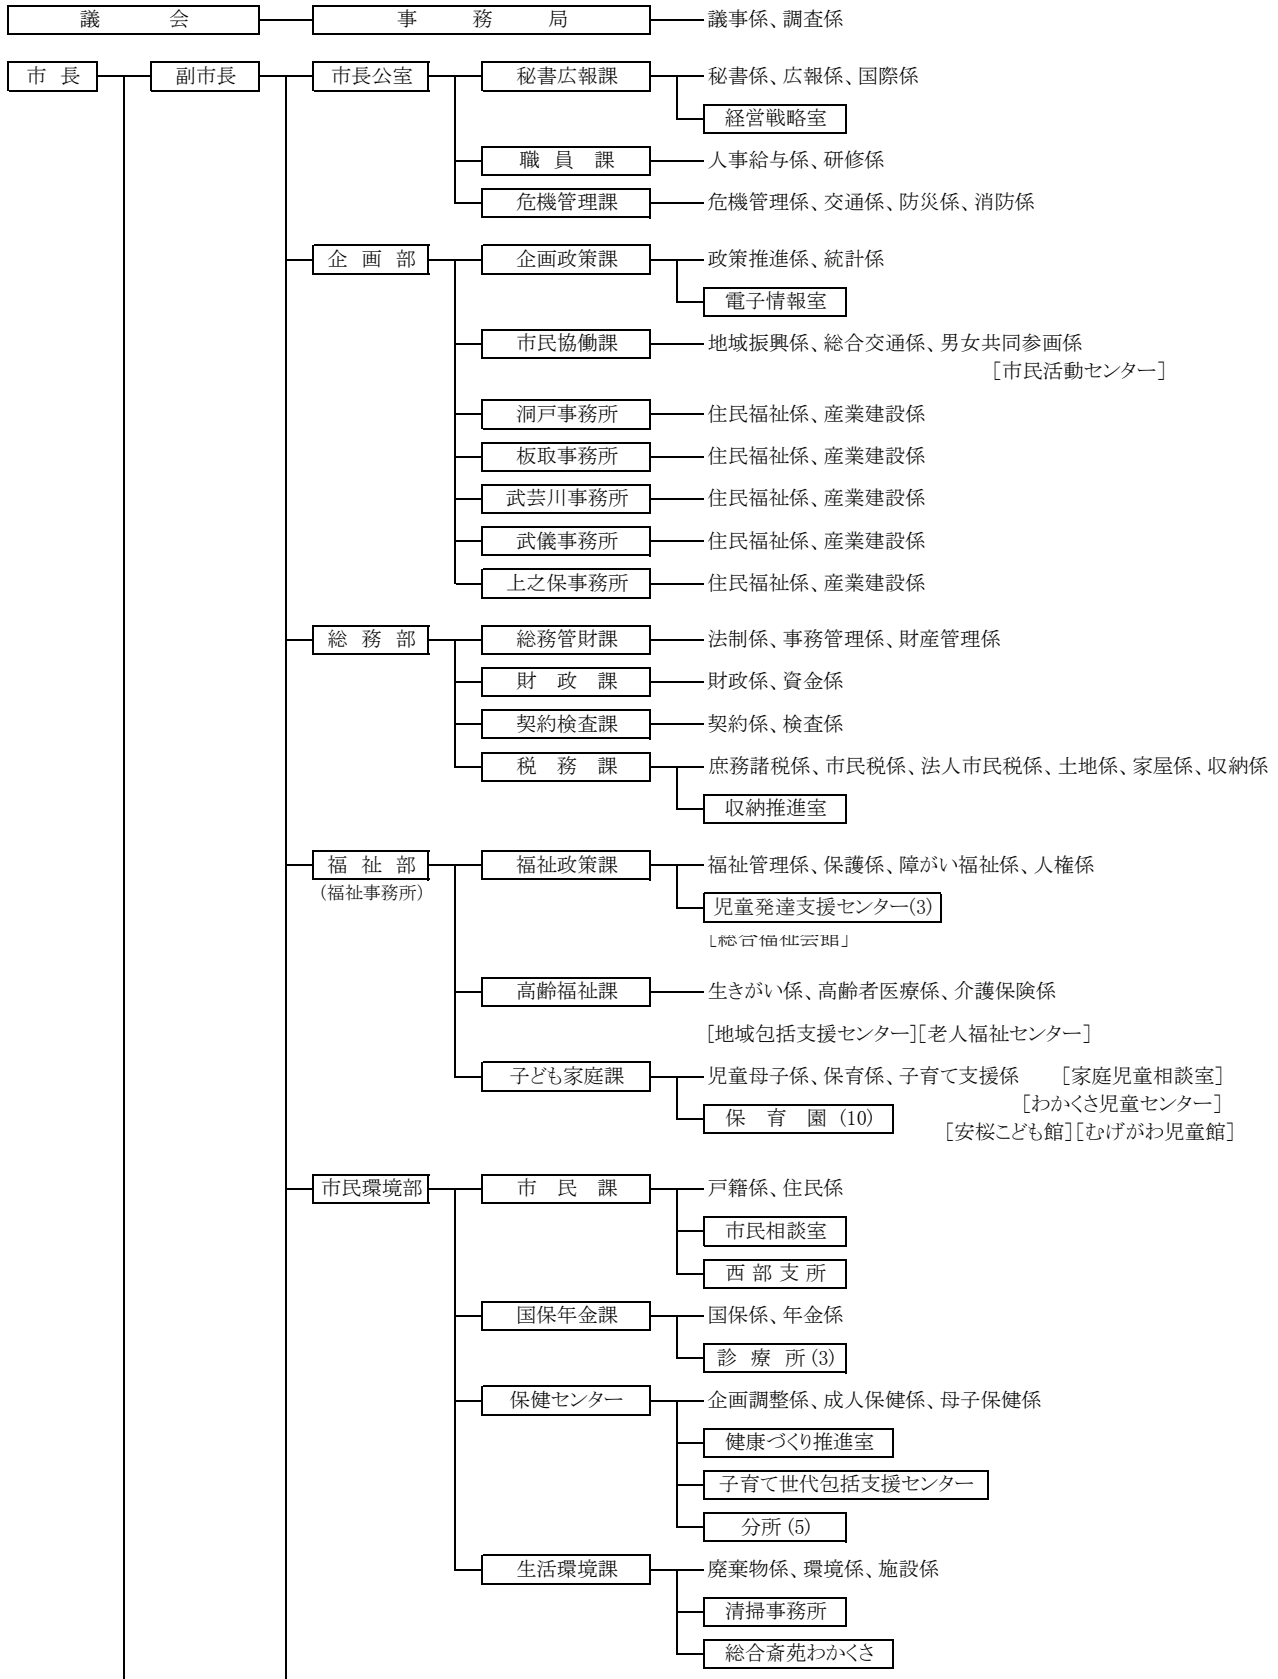 議　会　事　務　局　議事係、調査係
市 長　副市長　市長公室　秘書広報課　秘書係、広報係、国際係
経営戦略室
職 員 課　人事給与係、研修係
危機管理課　危機管理係、交通係、防災係、消防係
企 画 部　企画政策課　政策推進係、統計係
電子情報室
市民協働課　地域振興係、総合交通係、男女共同参画係
［市民活動センター］
洞戸事務所　住民福祉係、産業建設係
板取事務所　住民福祉係、産業建設係
武芸川事務所　住民福祉係、産業建設係
武儀事務所　住民福祉係、産業建設係
上之保事務所　住民福祉係、産業建設係
総 務 部　総務管財課　法制係、事務管理係、財産管理係
財 政 課　財政係、資金係
契約検査課　契約係、検査係
税 務 課　庶務諸税係、市民税係、法人市民税係、土地係、家屋係、収納係
収納推進室
福 祉 部　福祉政策課　福祉管理係、保護係、障がい福祉係、人権係
（福祉事務所）　児童発達支援センター(3)
［総合福祉会館］
高齢福祉課　生きがい係、高齢者医療係、介護保険係
［地域包括支援センター］［老人福祉センター］
子ども家庭課　児童母子係、保育係、子育て支援係　［家庭児童相談室］
［わかくさ児童センター］
保 育 園 (10)　［安桜こども館］［むげがわ児童館］
市民環境部　市 民 課　戸籍係、住民係
市民相談室
西 部 支 所
国保年金課　国保係、年金係
診 療 所 (3)
保健センター　企画調整係、成人保健係、母子保健係
健康づくり推進室
子育て世代包括支援センター
分所 (5)
生活環境課　廃棄物係、環境係、施設係
清掃事務所
総合斎苑わかくさ